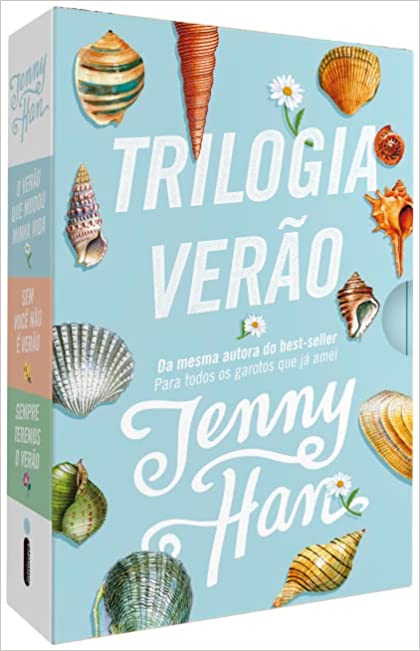 Jenny
Han
O VERÃO
QUE MUDOU
MINHA VIDA
SEM
VOCÊ NÃO
É VERÃO
SEMPRE
TEREMOS
O VERÃO
TRILOGIA
VERÃO
Da mesma autora do best-seller
Para todos os garotos que já amei
Jenny
Han